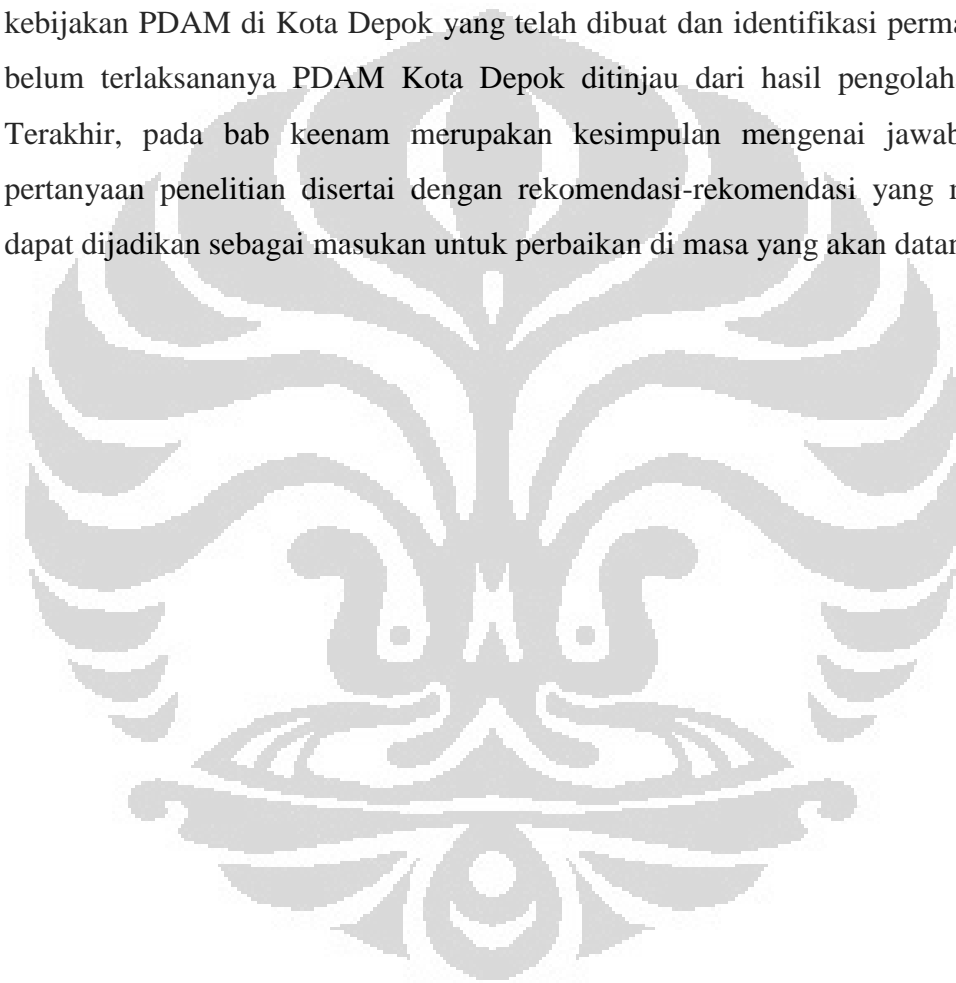 kebijakan PDAM di Kota Depok yang telah dibuat dan identifikasi
belum terlaksananya PDAM Kota Depok ditinjau dari hasil
Terakhir, pada bab keenam merupakan kesimpulan mengenai
pertanyaan penelitian disertai dengan rekomendasi-rekomendasi yang
dapat dijadikan sebagai masukan untuk perbaikan di masa yang akan